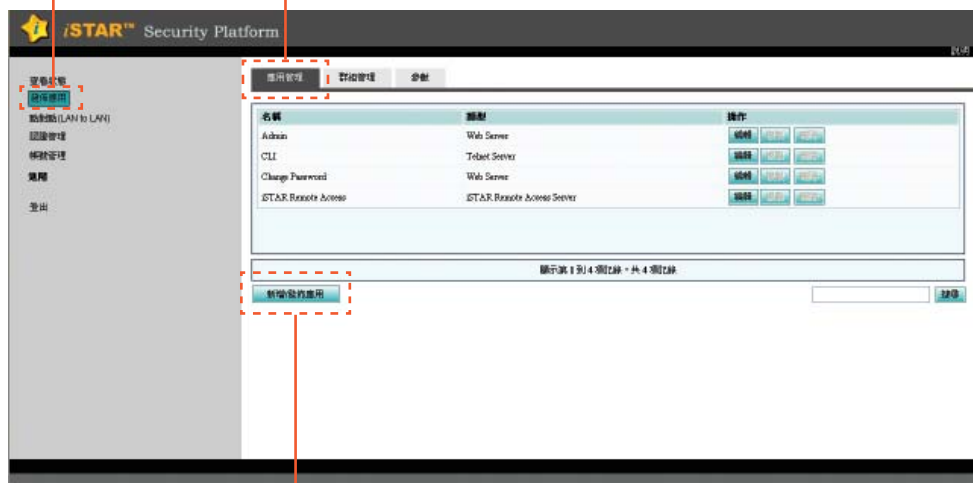 iSTAR™ Security Platform
說明
查看狀態
發佈應用
點對點(LAN to LAN)
認證管理
帳號管理
進階
登出
應用管理 群組管理 參數
名稱 類型 操作
Admin Web Server 編輯
CLI Telnet Server 編輯
Change Password Web Server 編輯
iSTAR Remote Access iSTAR Remote Access Server 編輯
顯示第 1 到 4 項記錄，共 4 項記錄
新增發佈應用 搜尋